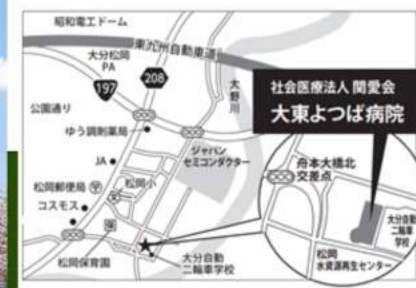 昭和電工ドーム
東九州自動車道
大分松岡
PA
208
197
大野川
公園通り
社会医療法人 関愛会
大東よつば病院
ゆう調剤薬局
ジャパン
セミコンダクター
JA
舟本大橋北
交差点
松岡郵便局
松岡小
コスモス
大分自動
二輪車
学校
松岡
水資源再生センター
松岡保育園
大分自動
二輪車学校